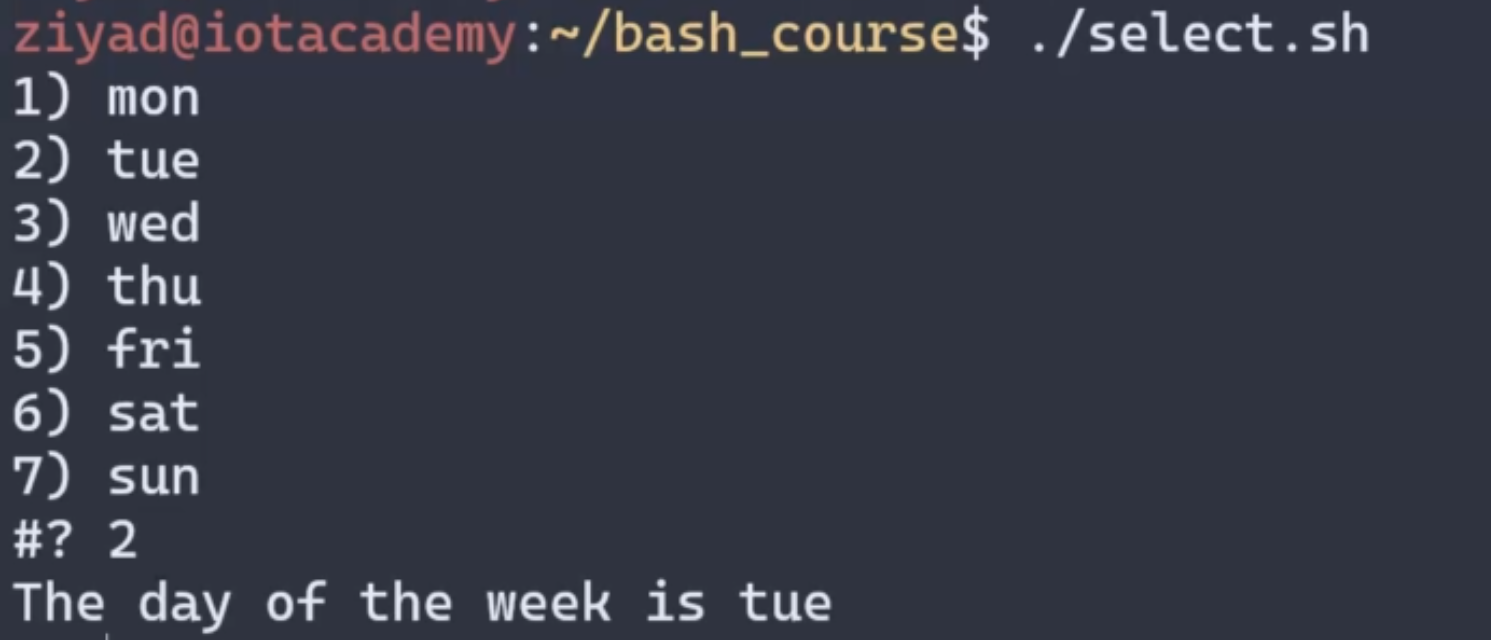 ziyad@iotacademy:~/bash_course$ ./select.sh
1) mon
2) tue
3) wed
4) thu
5) fri
6) sat
7) sun
#? 2
The day of the week is tue